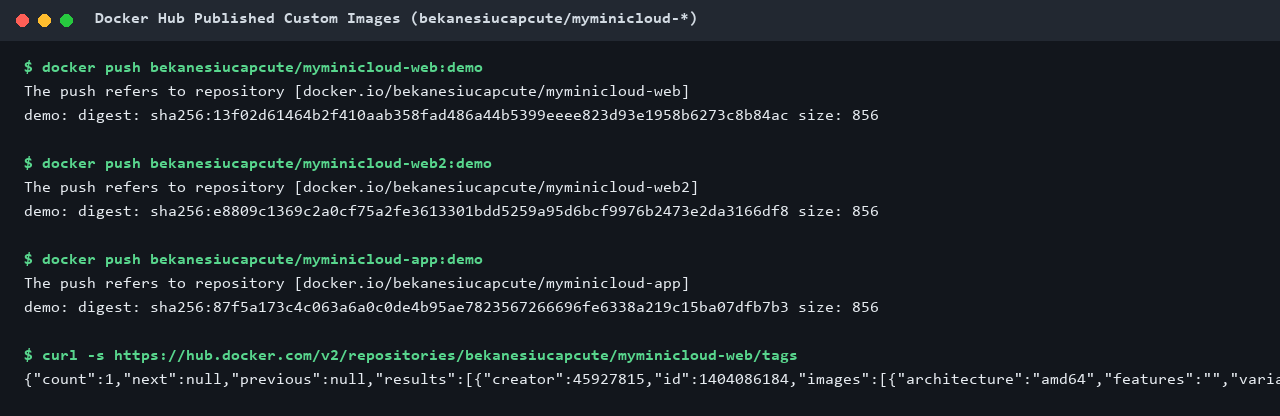 Docker Hub Published Custom Images (bekanesiucapcute/myminicloud-*)
$ docker push bekanesiucapcute/myminicloud-web:demo
The push refers to repository [docker.io/bekanesiucapcute/myminicloud-web]
demo: digest: sha256:13f02d61464b2f410aab358fad486a44b5399eeee823d93e1958b6273c8b84ac size: 856
$ docker push bekanesiucapcute/myminicloud-web2:demo
The push refers to repository [docker.io/bekanesiucapcute/myminicloud-web2]
demo: digest: sha256:e8809c1369c2a0cf75a2fe3613301bdd5259a95d6bcf9976b2473e2da3166df8 size: 856
$ docker push bekanesiucapcute/myminicloud-app:demo
The push refers to repository [docker.io/bekanesiucapcute/myminicloud-app]
demo: digest: sha256:87f5a173c4c063a6a0c0de4b95ae7823567266696fe6338a219c15ba07dfb7b3 size: 856
$ curl -s https://hub.docker.com/v2/repositories/bekanesiucapcute/myminicloud-web/tags
{"count":1,"next":null,"previous":null,"results":[{"creator":45927815,"id":1404086184,"images":[{"architecture":"amd64","features":"","varia